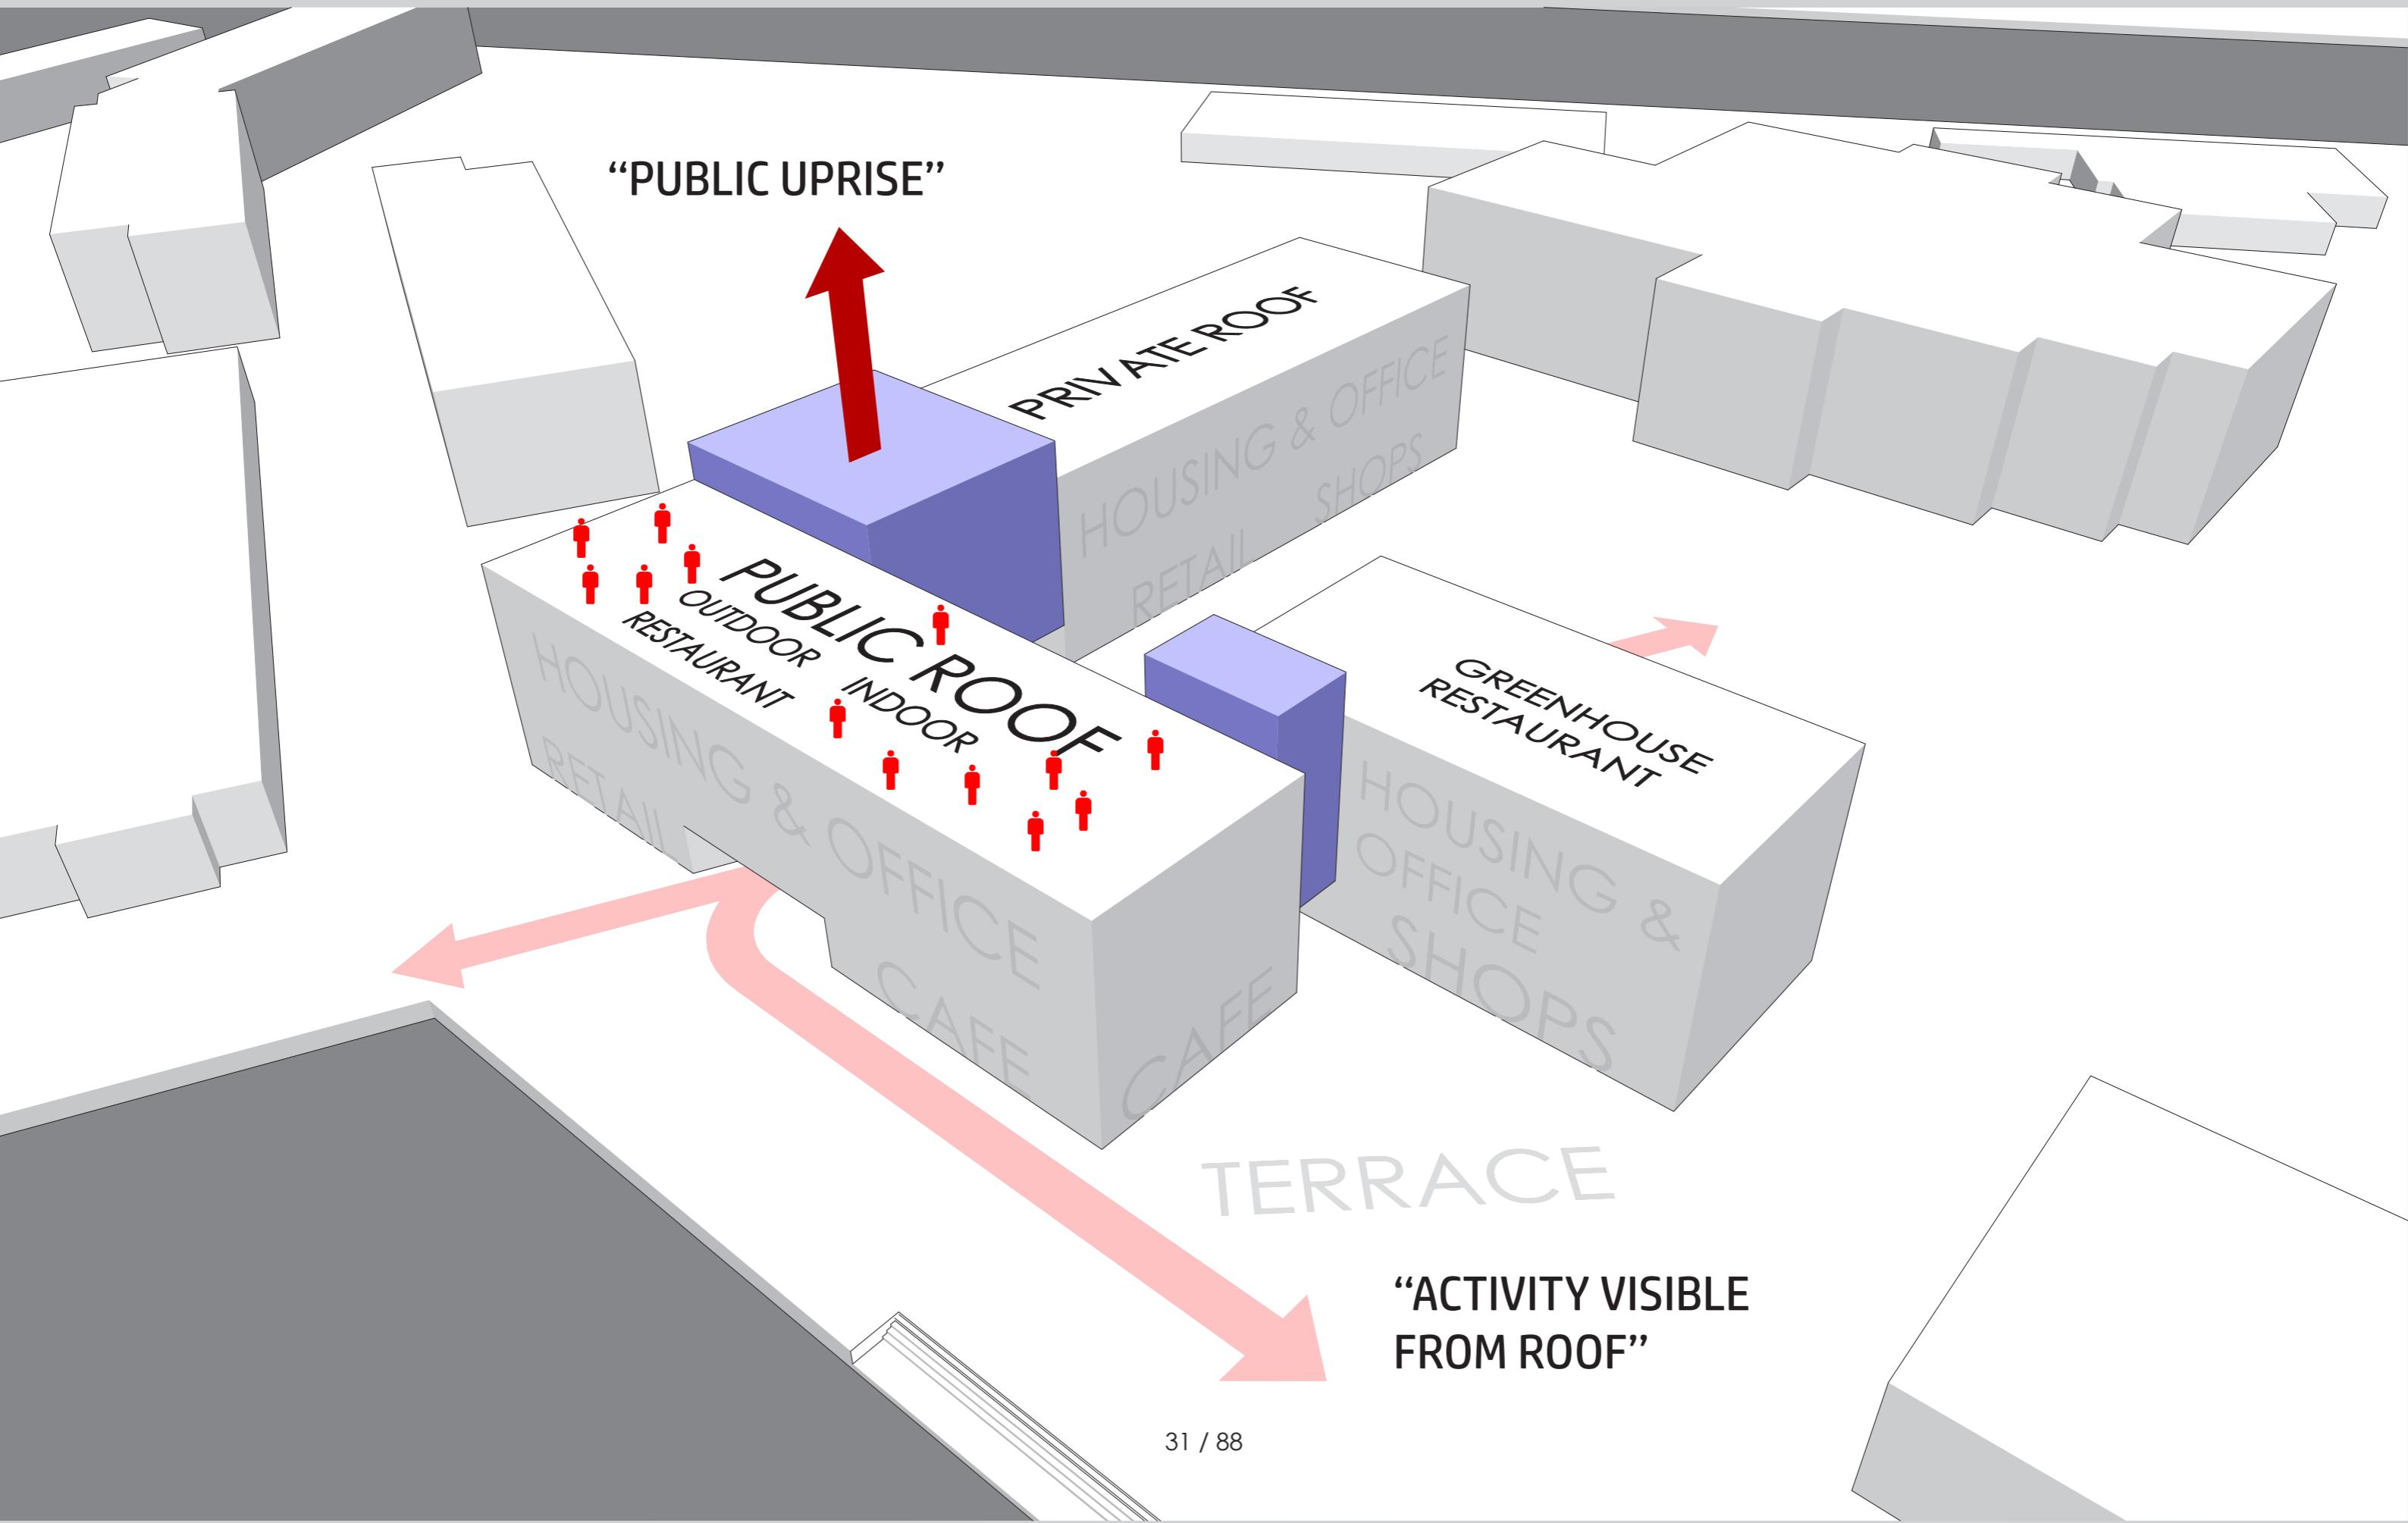 “PUBLIC UPRISE”
PRIVATE ROOF
HOUSING & OFFICE
SHOPS
RETAIL
PUBLIC ROOF
OUTDOOR
RESTAURANT
INDOOR
HOUSING & OFFICE
RETAIL
CAFE
CAFE
GREENHOUSE
RESTAURANT
HOUSING &
OFFICE
SHOPS
TERRACE
“ACTIVITY VISIBLE
FROM ROOF”
31 / 88